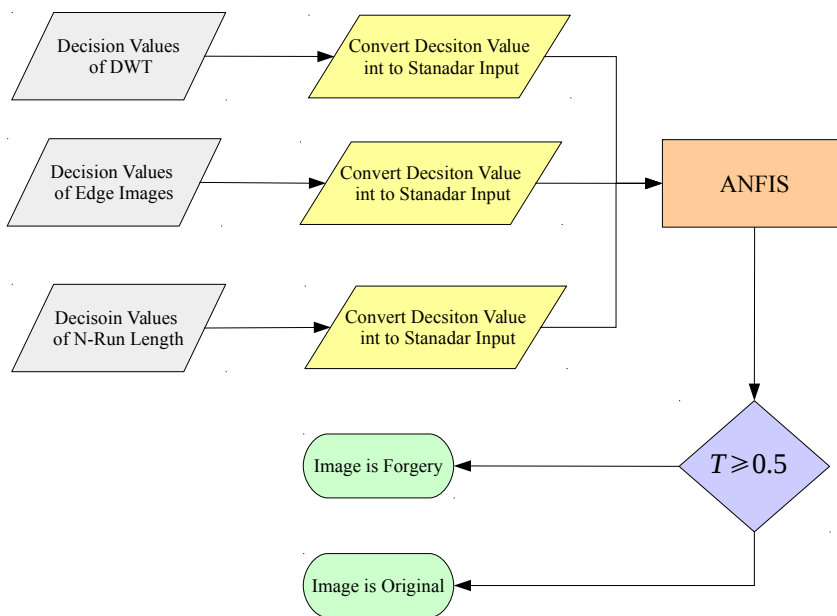 Decision Values
of DWT
Convert Decsiton Value
int to Stanadar Input
Decision Values
of Edge Images
Convert Decsiton Value
int to Stanadar Input
ANFIS
Decisoin Values
of N-Run Length
Convert Decsiton Value
int to Stanadar Input
T⩾0.5
Image is Forgery
Image is Original